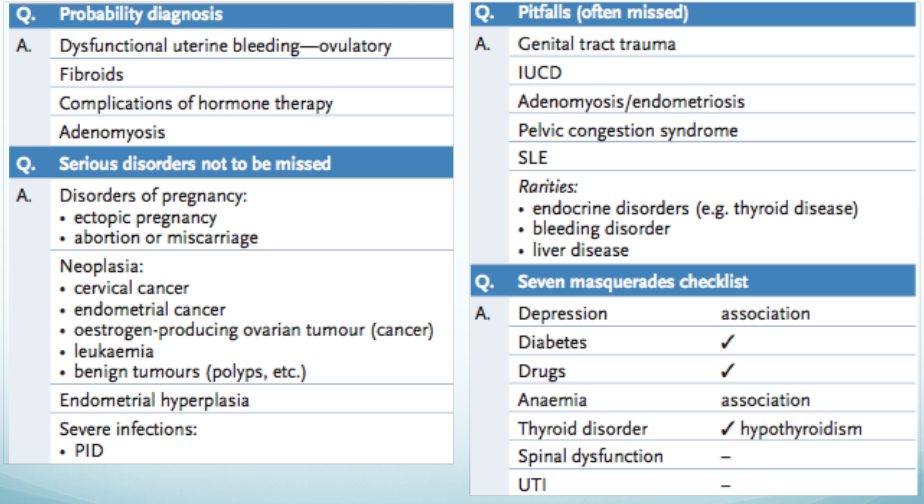 Q. Probability diagnosis
A. Dysfunctional uterine bleeding—ovulatory
Fibroids
Complications of hormone therapy
Adenomyosis
Q. Serious disorders not to be missed
A. Disorders of pregnancy:
• ectopic pregnancy
• abortion or miscarriage
Neoplasia:
• cervical cancer
• endometrial cancer
• oestrogen-producing ovarian tumour (cancer)
• leukaemia
• benign tumours (polyps, etc.)
Endometrial hyperplasia
Severe infections:
• PID
Q. Pitfalls (often missed)
A. Genital tract trauma
IUCD
Adenomyosis/endometriosis
Pelvic congestion syndrome
SLE
Rarities:
• endocrine disorders (e.g. thyroid disease)
• bleeding disorder
• liver disease
Q. Seven masquerades checklist
A. Depression association
Diabetes ✓
Drugs ✓
Anaemia association
Thyroid disorder ✓ hypothyroidism
Spinal dysfunction –
UTI –